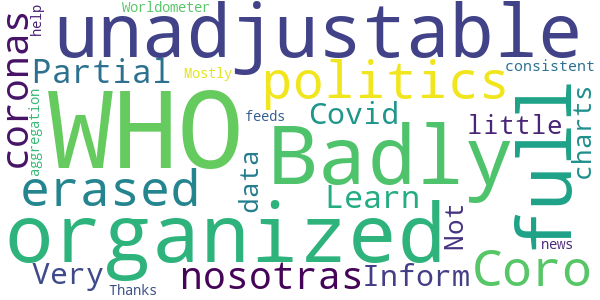 Worldometer
help
unadjustable
coronas
Partial
Mostly
politics
consistent
WHO
aggregation
feeds
Covid
little
charts
full
Badly
data
erased
Learn
Not
organized
news
Very
nosotras
Inform
Coro
Thanks